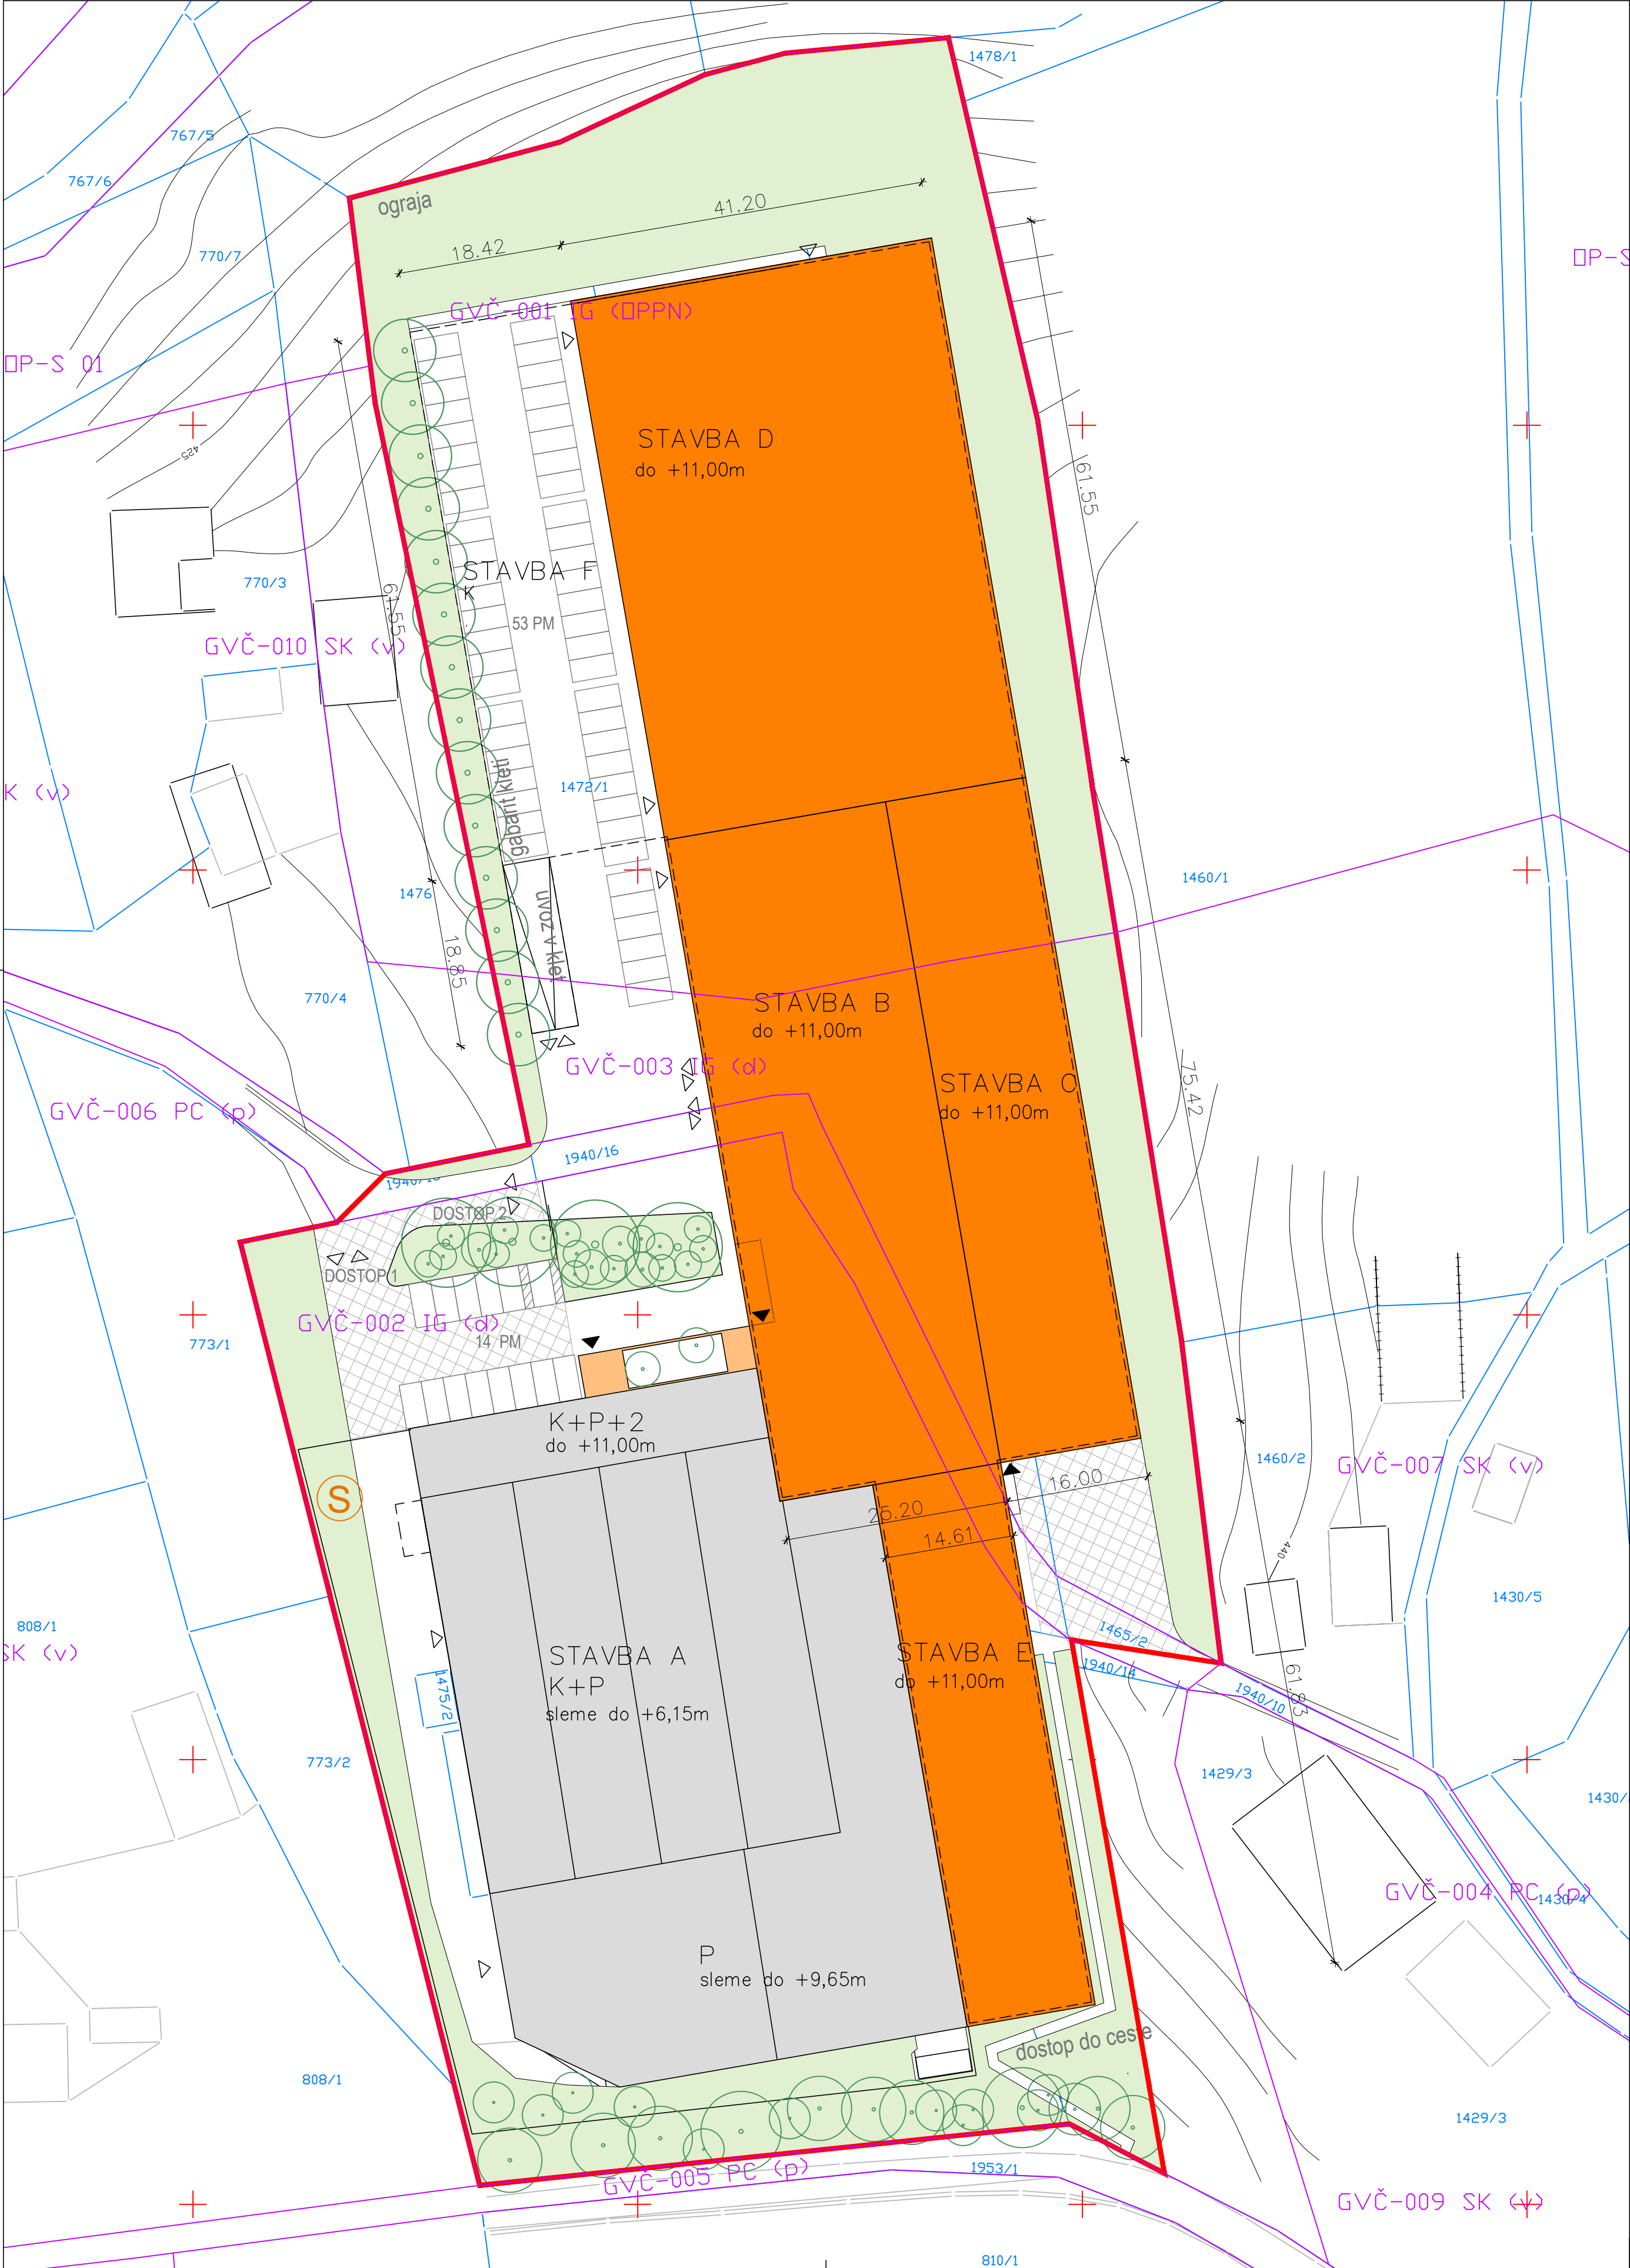 1478/1
767/5
767/6
ograja
41.20
18.42
770/7
OP-S
GVČ-001 IG (OPPN)
OP-S 01
STAVBA D
do +11,00m
425
61.55
STAVBA F
K
770/3
61.55
53 PM
GVČ-010 SK (v)
K (v)
1472/1
gabarit kleti
1460/1
1476
uvoz v klet
18.85
770/4
STAVBA B
do +11,00m
GVČ-003 IG (d)
STAVBA C
do +11,00m
75.42
GVČ-006 PC (p)
1940/16
DOSTOP 2
DOSTOP 1
GVČ-002 IG (d)
773/1
14 PM
K+P+2
do +11,00m
1460/2
GVČ-007 SK (v)
16.00
S
25.20
14.61
440
1430/5
808/1
SK (v)
1465/2
STAVBA A
K+P
sleme do +6,15m
STAVBA E
do +11,00m
1940/14
1940/10
61.83
1475/2
773/2
1429/3
1430/
GVČ-004 PC (p)
1430/4
P
sleme do +9,65m
dostop do ceste
808/1
1429/3
1953/1
GVČ-005 PC (p)
GVČ-009 SK (v)
810/1